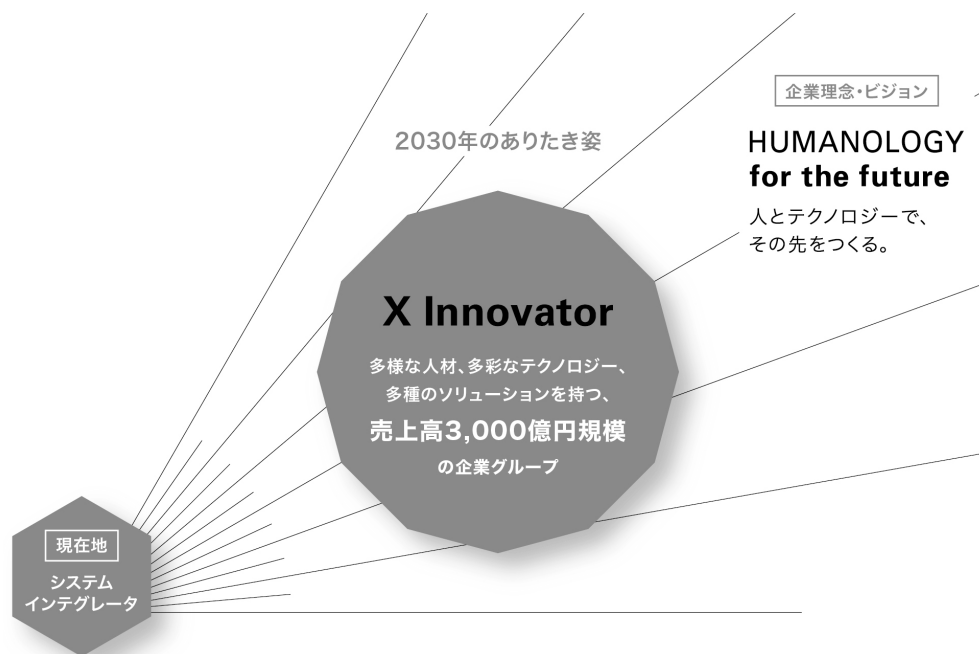 企業理念・ビジョン
HUMANOLOGY
for the future
人とテクノロジーで、
その先をつくる。
2030年のありたき姿
X Innovator
多様な人材、多彩なテクノロジー、
多種のソリューションを持つ、
売上高3,000億円規模
の企業グループ
現在地
システム
インテグレータ